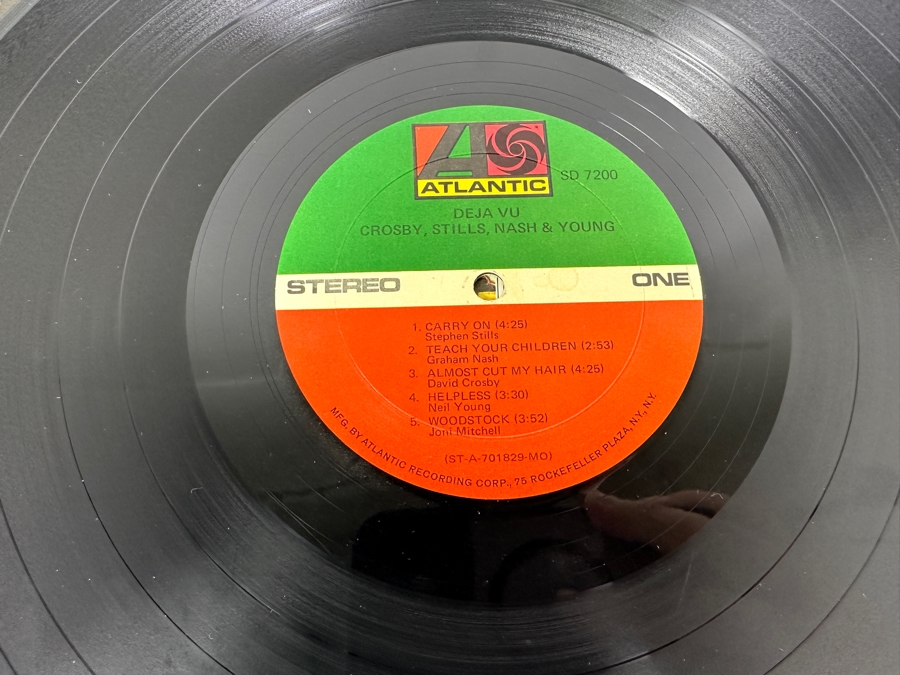 ATLANTIC
SD 7200
DEJA VU
CROSBY, STILLS, NASH & YOUNG
STEREO
ONE
1. CARRY ON (4:25)
Stephen Stills
2. TEACH YOUR CHILDREN (2:53)
Graham Nash
3. ALMOST CUT MY HAIR (4:25)
David Crosby
4. HELPLESS (3:30)
Neil Young
5. WOODSTOCK (3:52)
Joni Mitchell
(ST-A-701829-MO)
MFG. BY ATLANTIC RECORDING CORP., 75 ROCKEFELLER PLAZA, N.Y., N.Y.